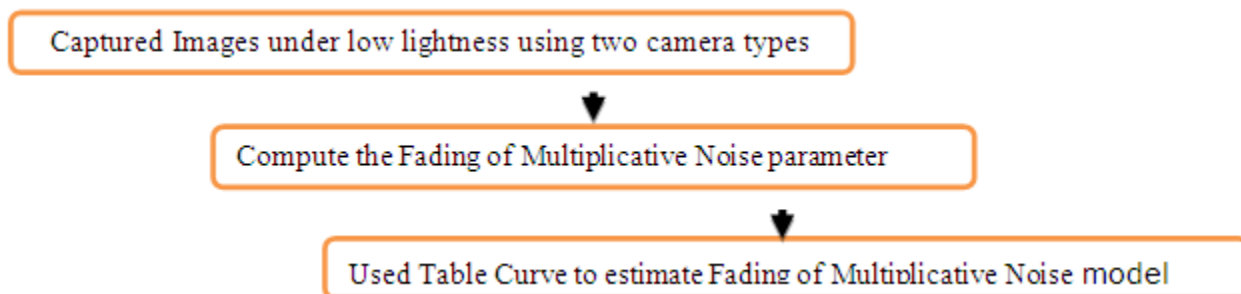 Captured Images under low lightness using two camera types
Compute the Fading of Multiplicative Noise parameter
Used Table Curve to estimate Fading of Multiplicative Noise model